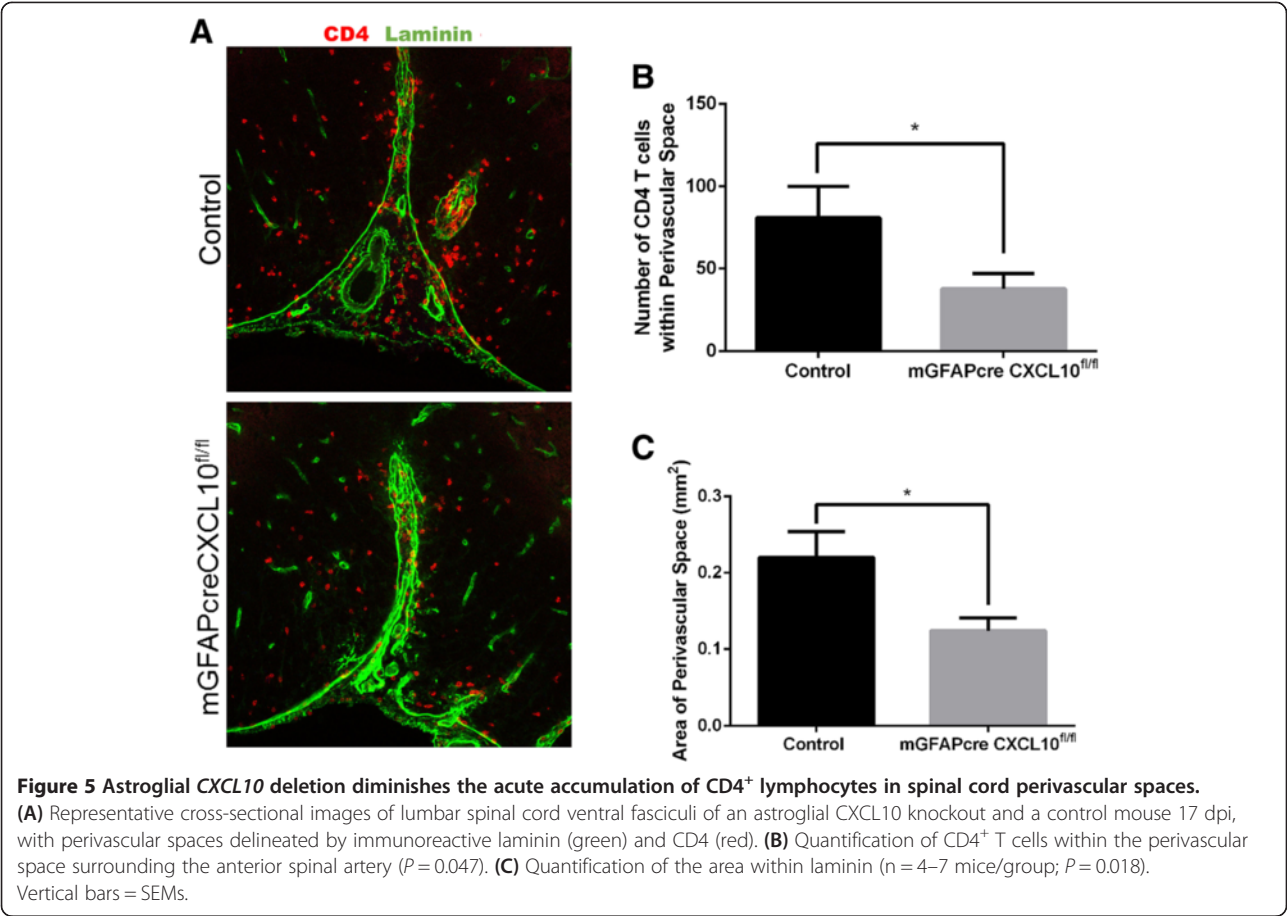 A
CD4 Laminin
Control
mGFAPcreCXCL10fl/fl
B
Number of CD4 T cells
within Perivascular Space
150
100
50
0
*
Control
mGFAPcre CXCL10fl/fl
C
Area of Perivascular Space (mm2)
0.3
0.2
0.1
0.0
*
Control
mGFAPcre CXCL10fl/fl
Figure 5 Astroglial CXCL10 deletion diminishes the acute accumulation of CD4+ lymphocytes in spinal cord perivascular spaces.
(A) Representative cross-sectional images of lumbar spinal cord ventral fasciculi of an astroglial CXCL10 knockout and a control mouse 17 dpi,
with perivascular spaces delineated by immunoreactive laminin (green) and CD4 (red). (B) Quantification of CD4+ T cells within the perivascular
space surrounding the anterior spinal artery (P = 0.047). (C) Quantification of the area within laminin (n = 4–7 mice/group; P = 0.018).
Vertical bars = SEMs.